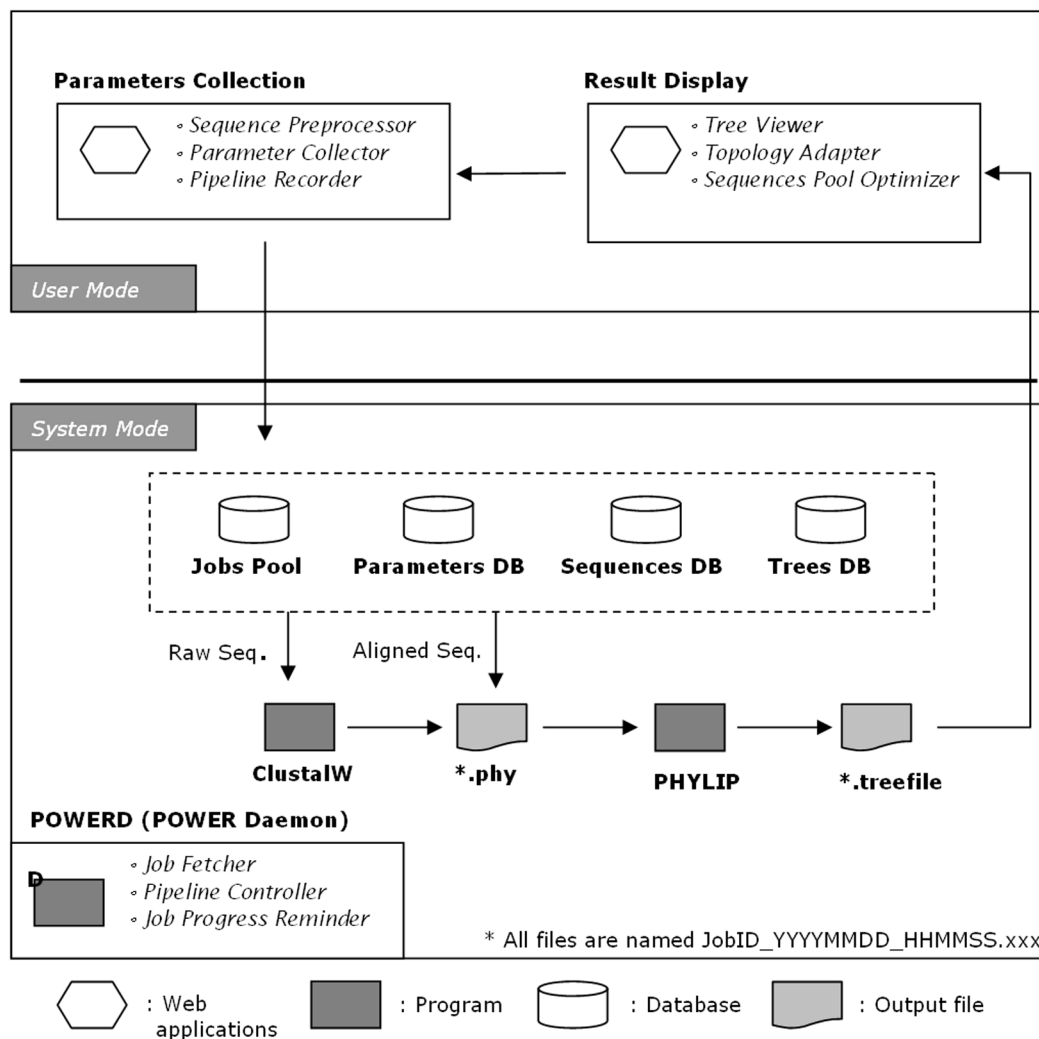 Parameters Collection
◦ Sequence Preprocessor
◦ Parameter Collector
◦ Pipeline Recorder
Result Display
◦ Tree Viewer
◦ Topology Adapter
◦ Sequences Pool Optimizer
User Mode
System Mode
Jobs Pool
Parameters DB
Sequences DB
Trees DB
Raw Seq.
Aligned Seq.
ClustalW
*.phy
PHYLIP
*.treefile
POWERD (POWER Daemon)
D
◦ Job Fetcher
◦ Pipeline Controller
◦ Job Progress Reminder
* All files are named JobID_YYYYMMDD_HHMMSS.xxx
: Web
applications
: Program
: Database
: Output file